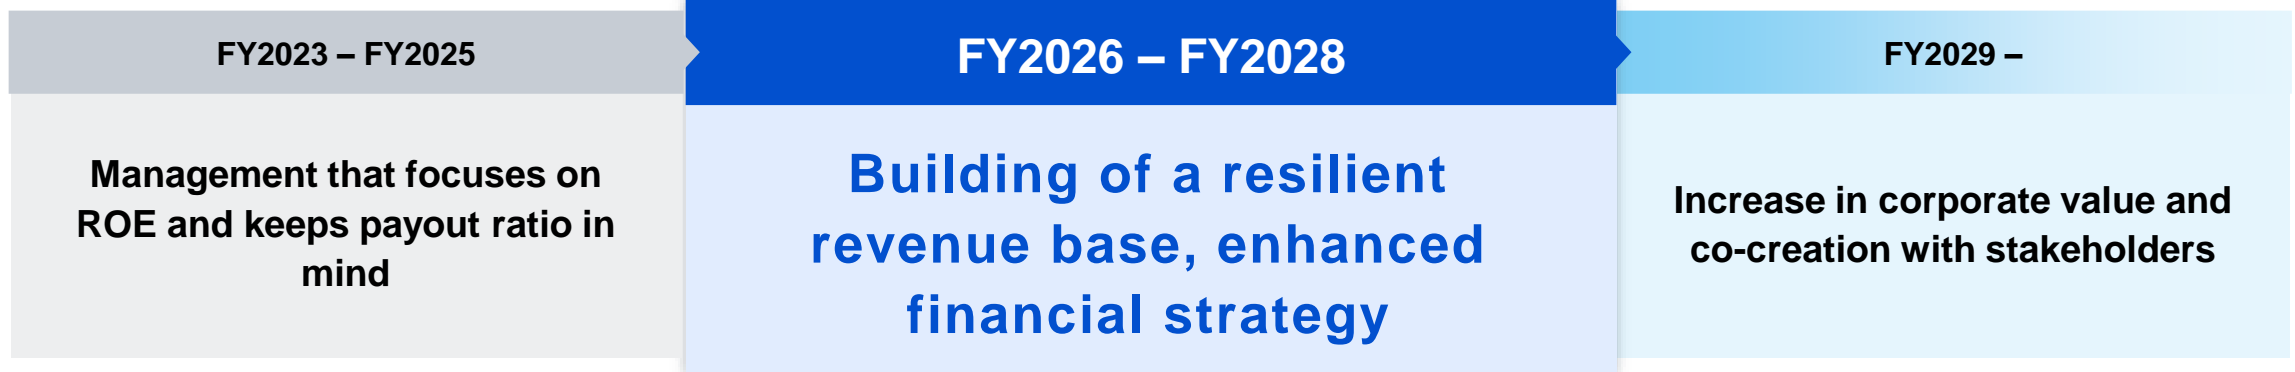 FY2023 – FY2025
Management that focuses on
ROE and keeps payout ratio in
mind
FY2026 – FY2028
Building of a resilient
revenue base, enhanced
financial strategy
FY2029 –
Increase in corporate value and
co-creation with stakeholders